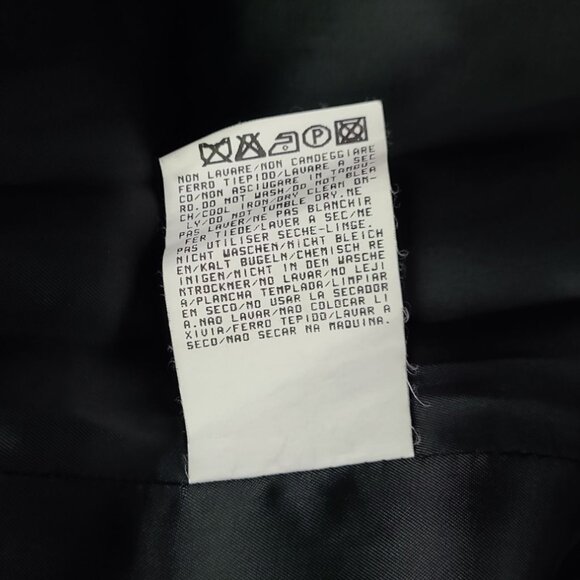 P
NON LAVARE/NON CANDEGGIARE
FERRO TIEPIDO/LAVARE A SEC
CO/NON ASCIUGARE IN TAMBU-
RO.DO NOT WASH/DO NOT BLEA
CH/COOL IRON/DRY CLEAN ON-
LY/DO NOT TUMBLE DRY.NE
PAS LAVER/NE PAS BLANCHIR
FER TIEDE/LAVER A SEC/NE
PAS UTILISER SECHE-LINGE.
NICHT WASCHEN/NICHT BLEICH
EN/KALT BUGELN/CHEMISCH RE
INIGEN/NICHT IN DEN WASCHE
NTROCKNER/NO LAVAR/NO LEJI
A/PLANCHA TEMPLADA/LIMPIAR
EN SECO/NO USAR LA SECADOR
A.NAO LAVAR/NAO COLOCAR LI
XIVIA/FERRO TEPIDO/LAVAR A
SECO/NAO SECAR NA MAQUINA.